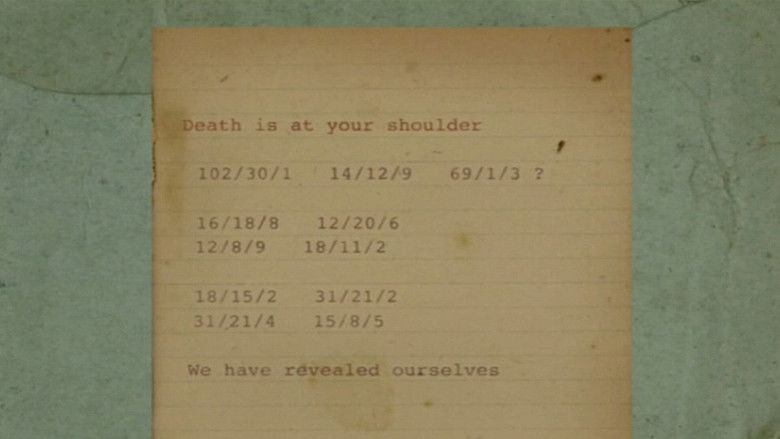 Death is at your shoulder
102/30/1 14/12/9 69/1/3 ?
16/18/8 12/20/6
12/8/9 18/11/2
18/15/2 31/21/2
31/21/4 15/8/5
We have revealed ourselves